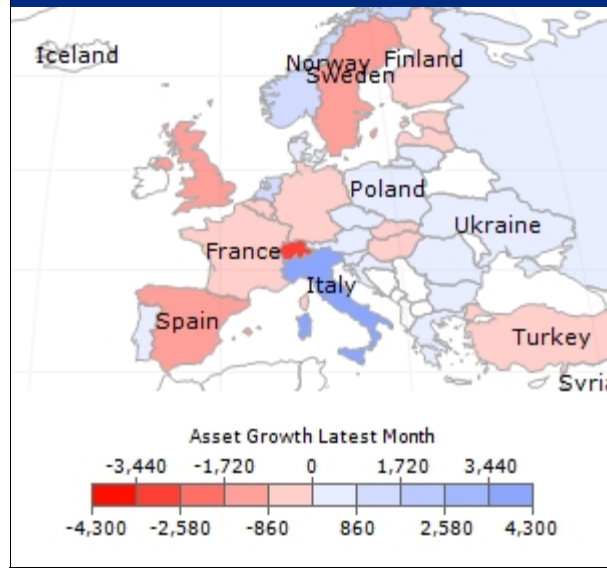 Iceland
Norway
Finland
Sweden
Poland
Ukraine
France
Italy
Spain
Turkey
Syri
Asset Growth Latest Month
-3,440 -1,720 0 1,720 3,440
-4,300 -2,580 -860 860 2,580 4,300